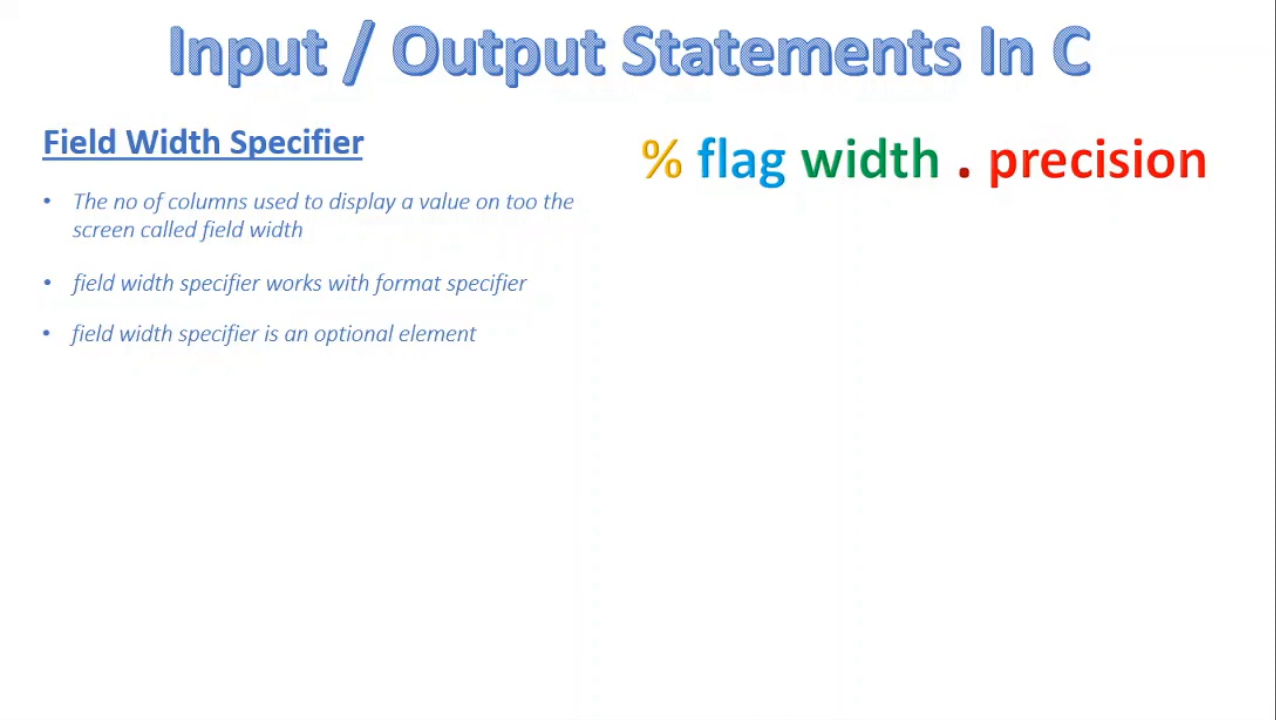 Input / Output Statements In C
Field Width Specifier
% flag width . precision
• The no of columns used to display a value on too the
screen called field width
• field width specifier works with format specifier
• field width specifier is an optional element